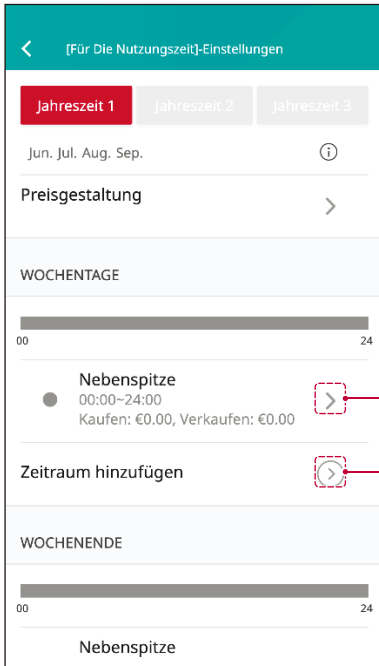 [Für Die Nutzungszeit]-Einstellungen
Jahreszeit 1 Jahreszeit 2 Jahreszeit 3
Jun. Jul. Aug. Sep.
Preisgestaltung
WOCHENTAGE
00 24
Nebenspitze
00:00~24:00
Kaufen: €0.00, Verkaufen: €0.00
Zeitraum hinzufügen
WOCHENENDE
00 24
Nebenspitze